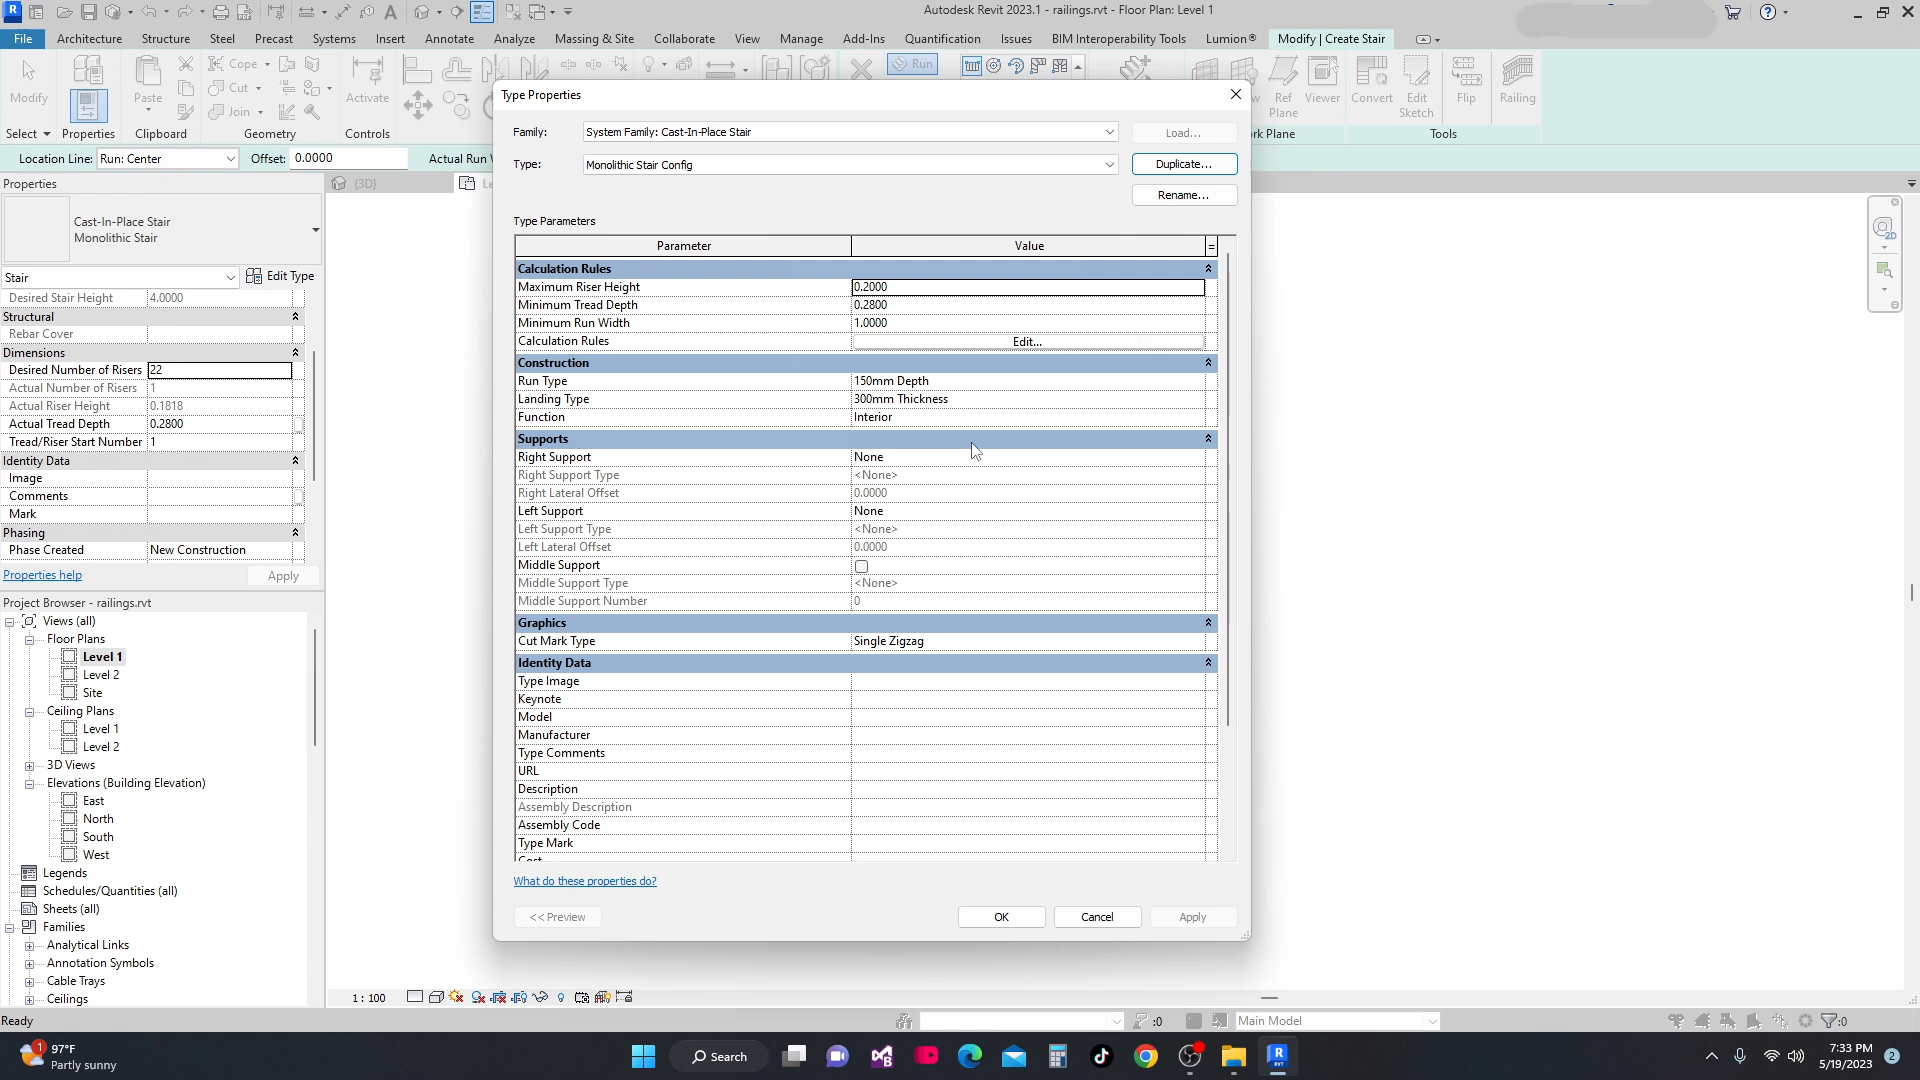 Autodesk Revit 2023.1 - railings.rvt - Floor Plan: Level 1
File Architecture Structure Steel Precast Systems Insert Annotate Analyze Massing & Site Collaborate View Manage Add-Ins Quantification Issues BIM Interoperability Tools Lumion® Modify | Create Stair
Modify Paste Cope Cut Join Activate Run Ref Plane Viewer Convert Edit Sketch Flip Railing
Select Properties Clipboard Geometry Controls rk Plane Tools
Location Line: Run: Center Offset: 0.0000 Actual Run
Properties
Cast-In-Place Stair
Monolithic Stair
Stair Edit Type
Desired Stair Height 4.0000
Structural
Rebar Cover
Dimensions
Desired Number of Risers 22
Actual Number of Risers 1
Actual Riser Height 0.1818
Actual Tread Depth 0.2800
Tread/Riser Start Number 1
Identity Data
Image
Comments
Mark
Phasing
Phase Created New Construction
Properties help Apply
Project Browser - railings.rvt
Views (all)
Floor Plans
Level 1
Level 2
Site
Ceiling Plans
Level 1
Level 2
3D Views
Elevations (Building Elevation)
East
North
South
West
Legends
Schedules/Quantities (all)
Sheets (all)
Families
Analytical Links
Annotation Symbols
Cable Trays
Ceilings
{3D}
Type Properties
Family: System Family: Cast-In-Place Stair Load...
Type: Monolithic Stair Config Duplicate...
Rename...
Type Parameters
Parameter Value =
Calculation Rules
Maximum Riser Height 0.2000
Minimum Tread Depth 0.2800
Minimum Run Width 1.0000
Calculation Rules Edit...
Construction
Run Type 150mm Depth
Landing Type 300mm Thickness
Function Interior
Supports
Right Support None
Right Support Type <None>
Right Lateral Offset 0.0000
Left Support None
Left Support Type <None>
Left Lateral Offset 0.0000
Middle Support
Middle Support Type <None>
Middle Support Number 0
Graphics
Cut Mark Type Single Zigzag
Identity Data
Type Image
Keynote
Model
Manufacturer
Type Comments
URL
Description
Assembly Description
Assembly Code
Type Mark
Cost
What do these properties do?
<< Preview OK Cancel Apply
2D
1 : 100
Ready :0 Main Model :0
97°F
Partly sunny
Search
7:33 PM
5/19/2023
2